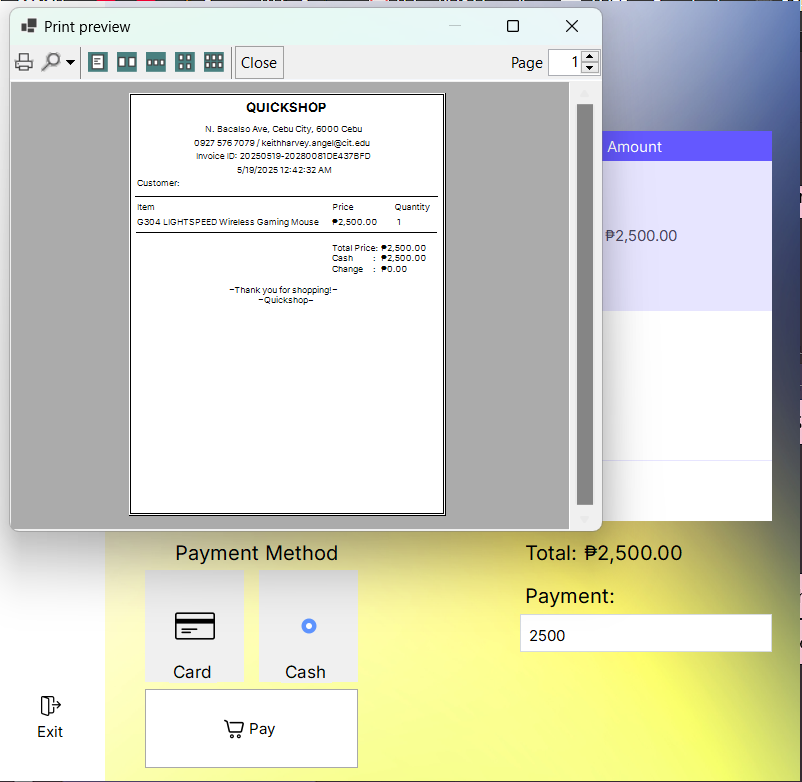 Print preview
Close
Page 1
QUICKSHOP
N. Bacalso Ave, Cebu City, 6000 Cebu
0927 576 7079 / keithharvey.angel@cit.edu
Invoice ID: 20250519-20280081DE437BFD
5/19/2025 12:42:32 AM
Customer:
Item Price Quantity
G304 LIGHTSPEED Wireless Gaming Mouse ₱2,500.00 1
Total Price: ₱2,500.00
Cash : ₱2,500.00
Change : ₱0.00
~Thank you for shopping!~
~Quickshop~
Amount
₱2,500.00
Payment Method
Total: ₱2,500.00
Payment:
2500
Card
Cash
Pay
Exit